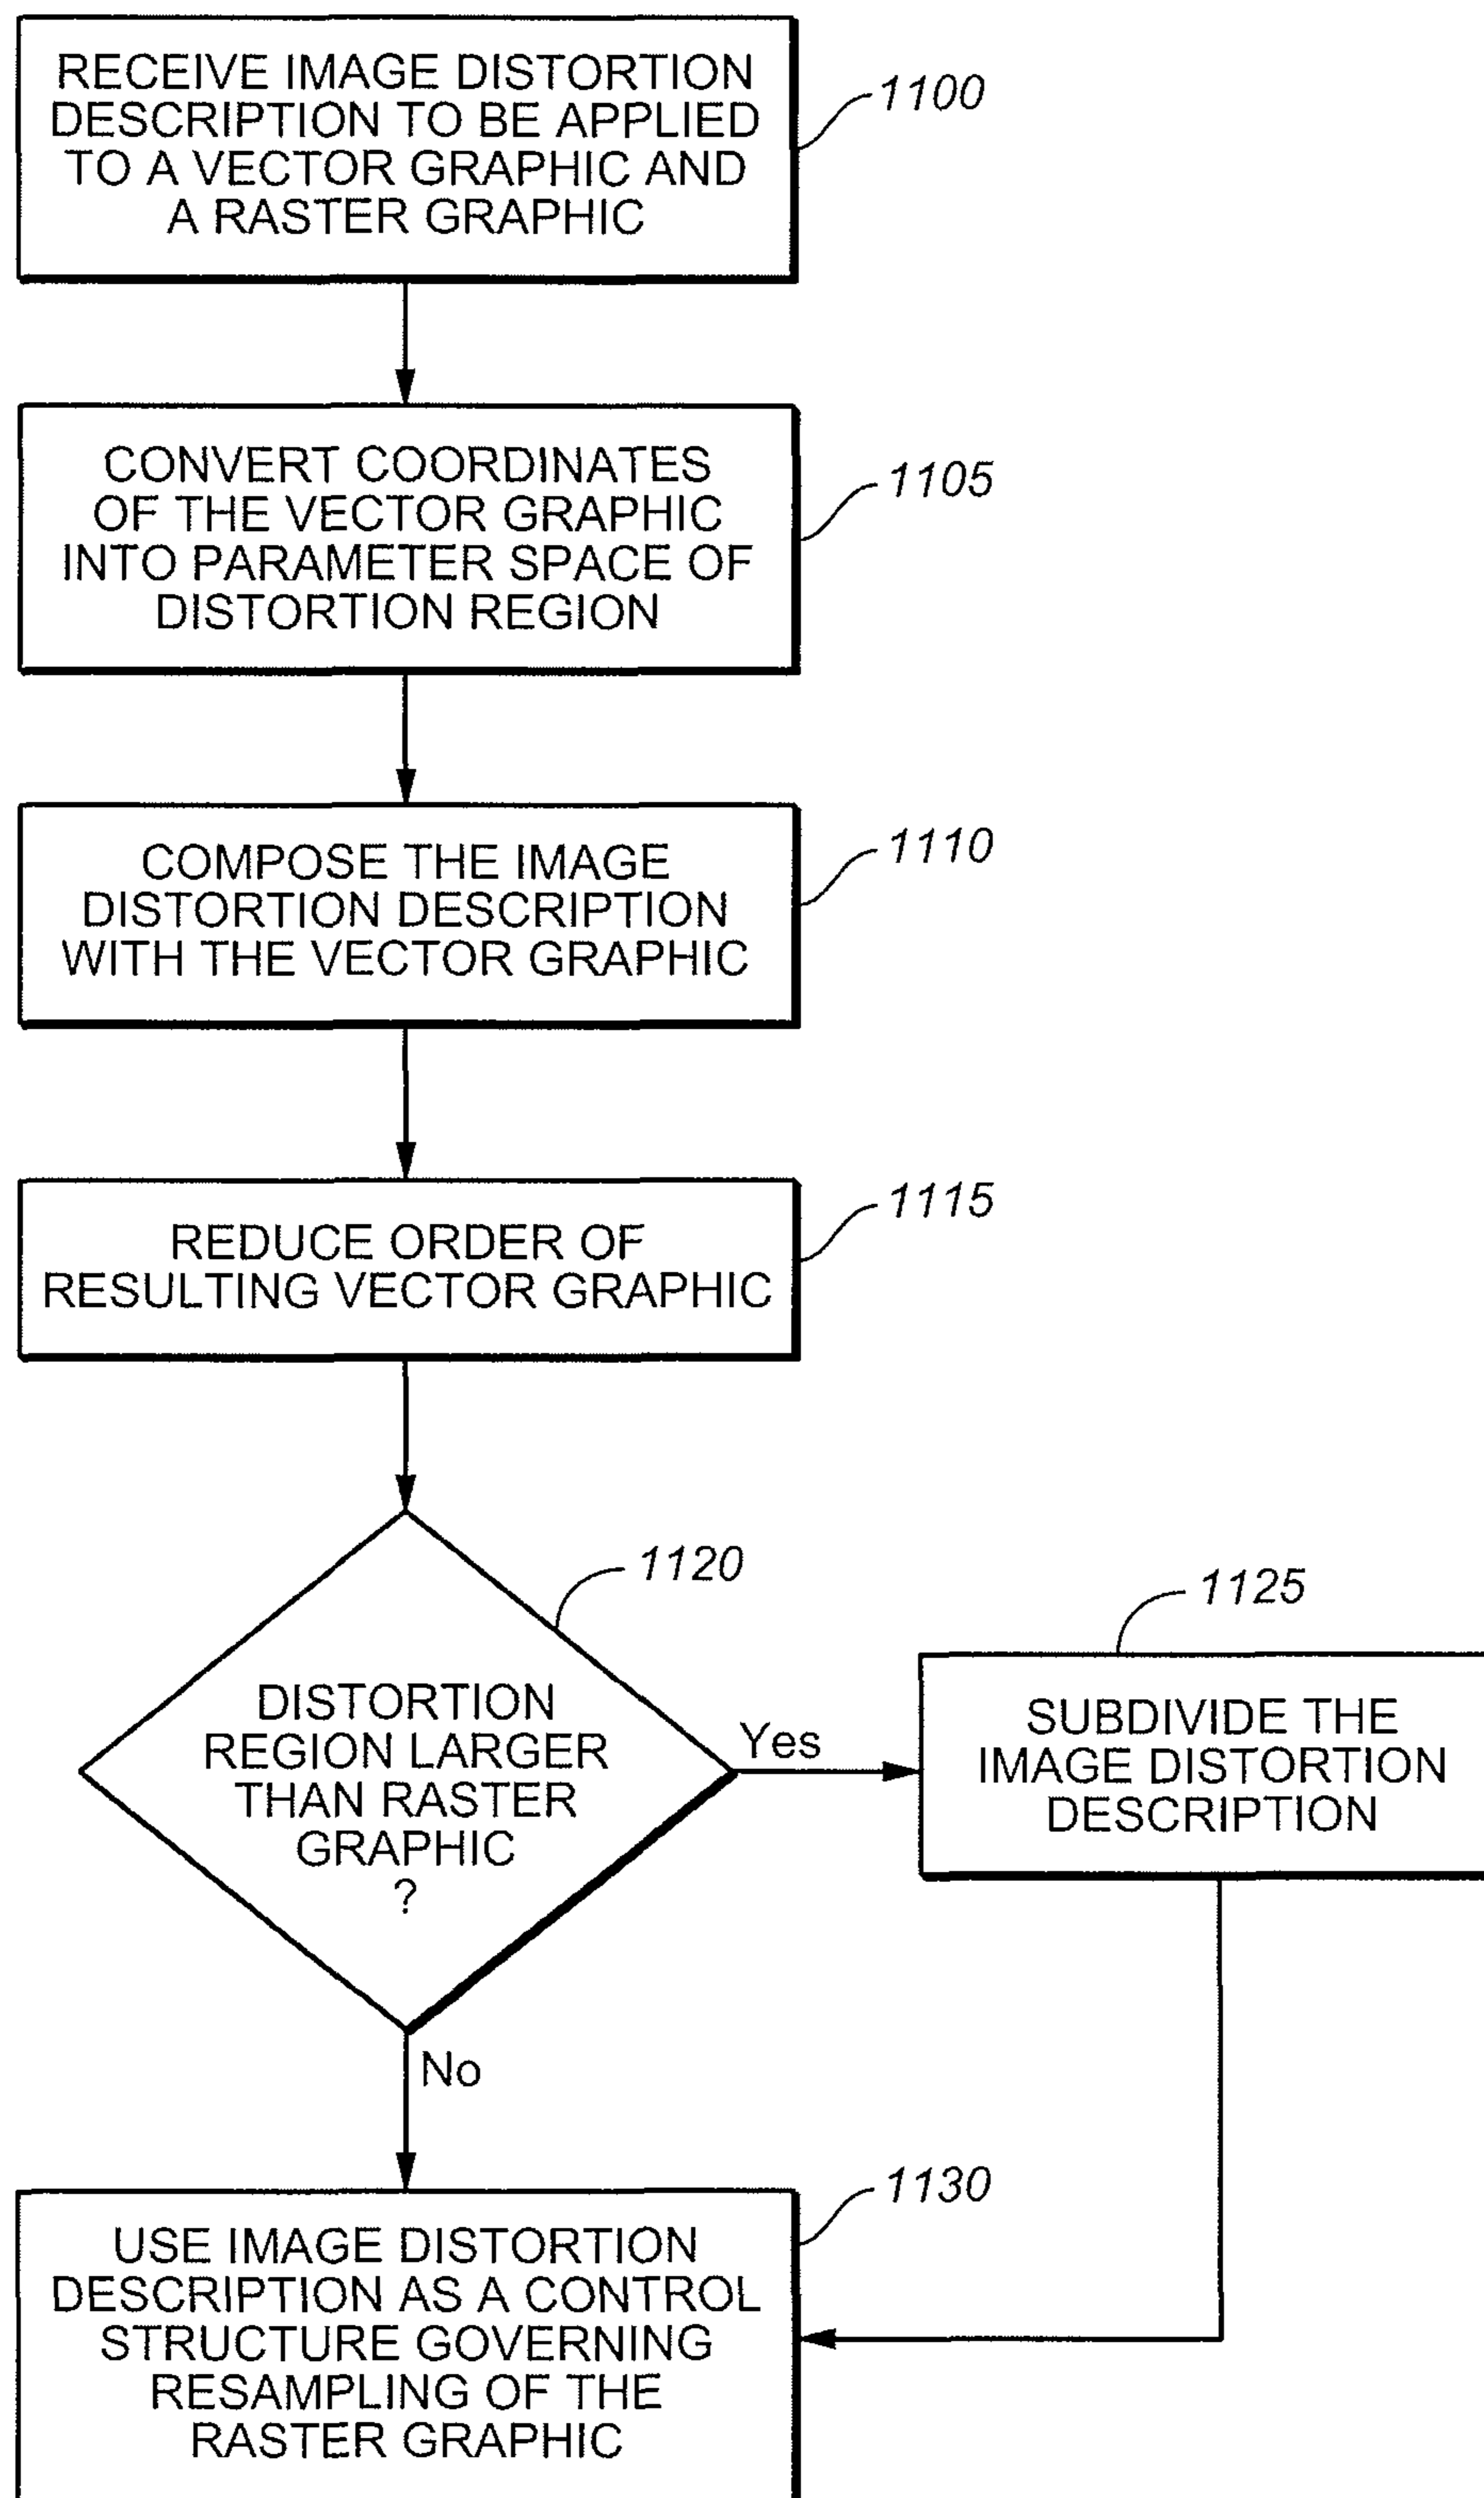 RECEIVE IMAGE DISTORTION
DESCRIPTION TO BE APPLIED
TO A VECTOR GRAPHIC AND
A RASTER GRAPHIC
1100
CONVERT COORDINATES
OF THE VECTOR GRAPHIC
INTO PARAMETER SPACE OF
DISTORTION REGION
1105
COMPOSE THE IMAGE
DISTORTION DESCRIPTION
WITH THE VECTOR GRAPHIC
1110
REDUCE ORDER OF
RESULTING VECTOR GRAPHIC
1115
DISTORTION
REGION LARGER
THAN RASTER
GRAPHIC
?
1120
Yes
1125
SUBDIVIDE THE
IMAGE DISTORTION
DESCRIPTION
No
USE IMAGE DISTORTION
DESCRIPTION AS A CONTROL
STRUCTURE GOVERNING
RESAMPLING OF THE
RASTER GRAPHIC
1130